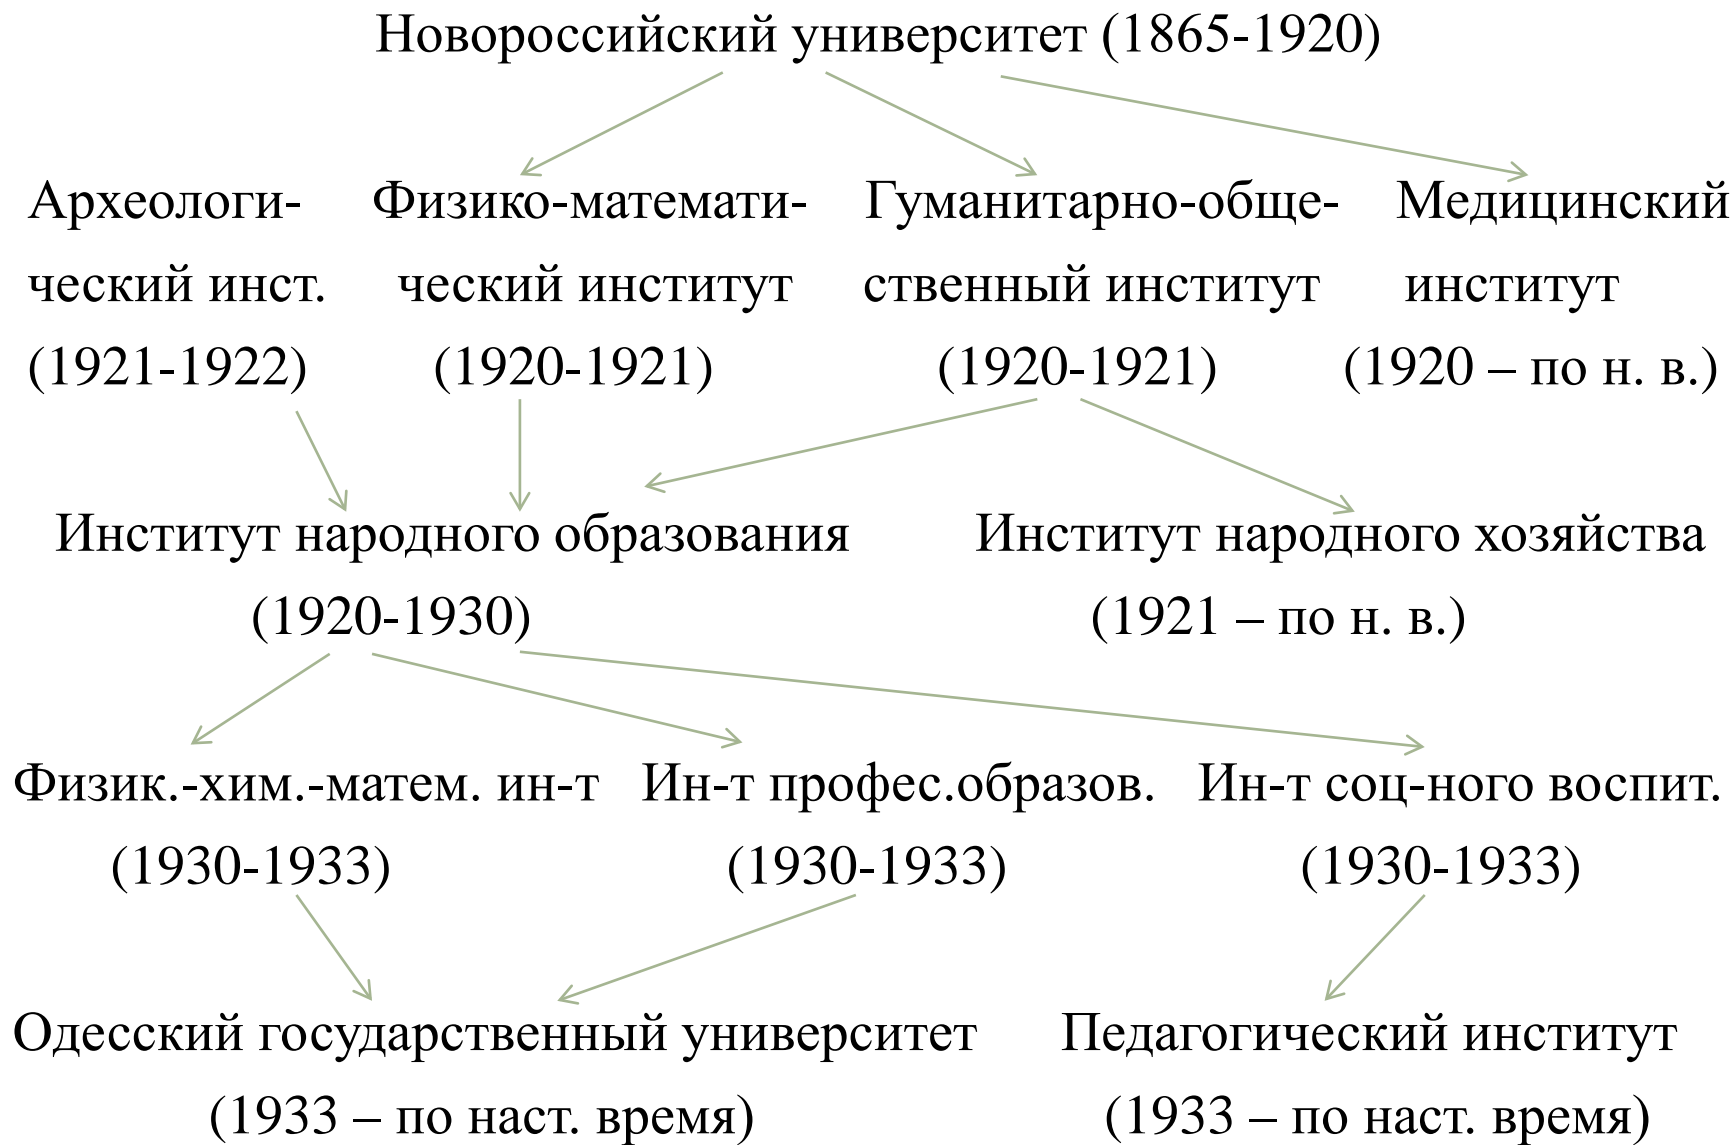 Новороссийский университет (1865-1920)
Археологи- Физико-математи- Гуманитарно-обще- Медицинский
ческий инст. ческий институт ственный институт институт
(1921-1922) (1920-1921) (1920-1921) (1920 – по н. в.)
Институт народного образования Институт народного хозяйства
(1920-1930) (1921 – по н. в.)
Физик.-хим.-матем. ин-т Ин-т профес.образов. Ин-т соц-ного воспит.
(1930-1933) (1930-1933) (1930-1933)
Одесский государственный университет Педагогический институт
(1933 – по наст. время) (1933 – по наст. время)